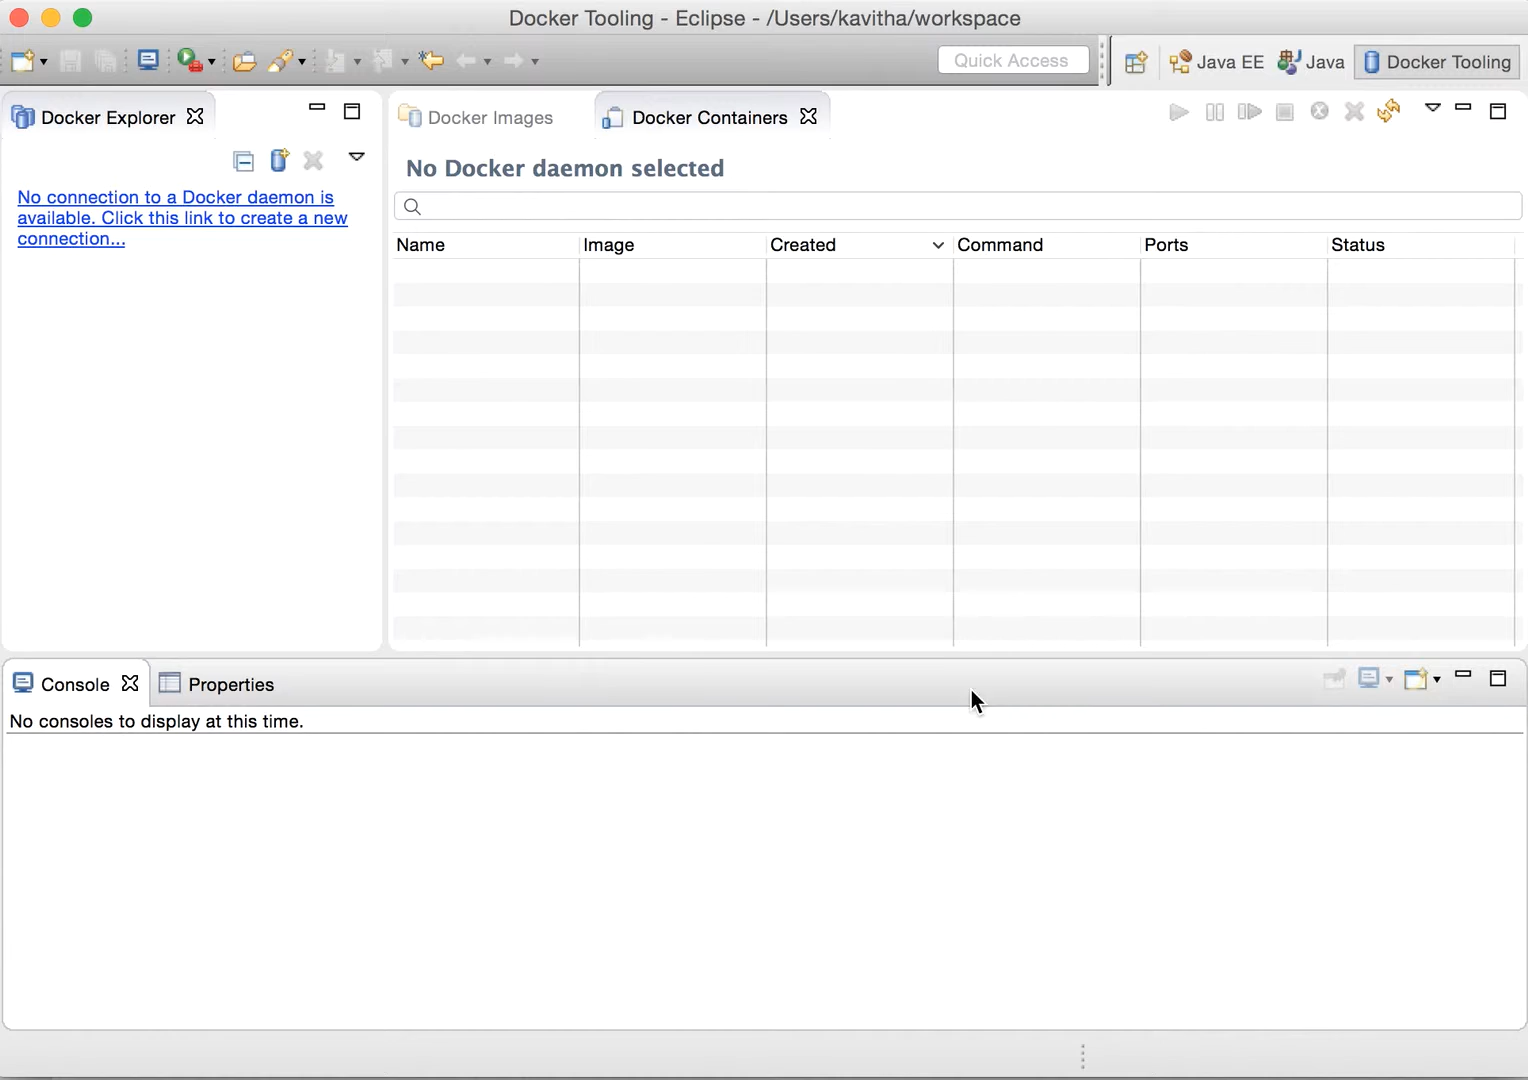 Docker Tooling - Eclipse - /Users/kavitha/workspace
Quick Access
Java EE
Java
Docker Tooling
Docker Explorer
Docker Images
Docker Containers
No connection to a Docker daemon is
available. Click this link to create a new
connection...
No Docker daemon selected
Name
Image
Created
Command
Ports
Status
Console
Properties
No consoles to display at this time.